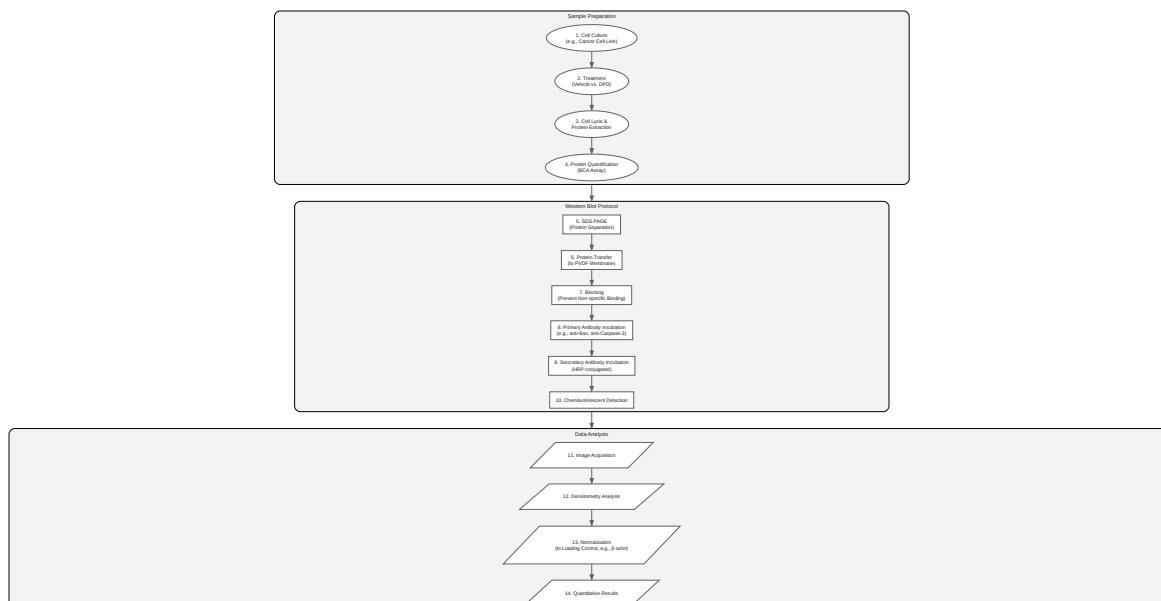 Sample Preparation
1. Cell Culture
(e.g., Cancer Cell Line)
2. Treatment
(Vehicle vs. DPD)
3. Cell Lysis &
Protein Extraction
4. Protein Quantification
(BCA Assay)
Western Blot Protocol
5. SDS-PAGE
(Protein Separation)
6. Protein Transfer
(to PVDF Membrane)
7. Blocking
(Prevent Non-specific Binding)
8. Primary Antibody Incubation
(e.g., anti-Bax, anti-Caspase-3)
9. Secondary Antibody Incubation
(HRP-conjugated)
10. Chemiluminescent Detection
Data Analysis
11. Image Acquisition
12. Densitometry Analysis
13. Normalization
(to Loading Control, e.g., β-actin)
14. Quantitative Results